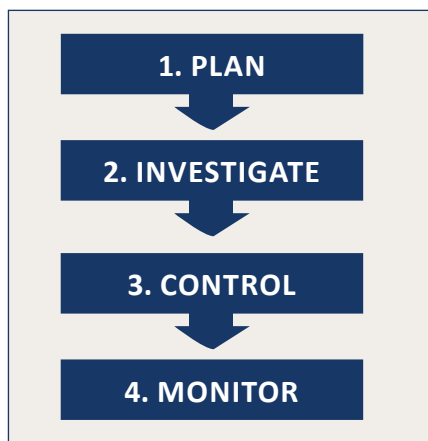 1. PLAN
2. INVESTIGATE
3. CONTROL
4. MONITOR